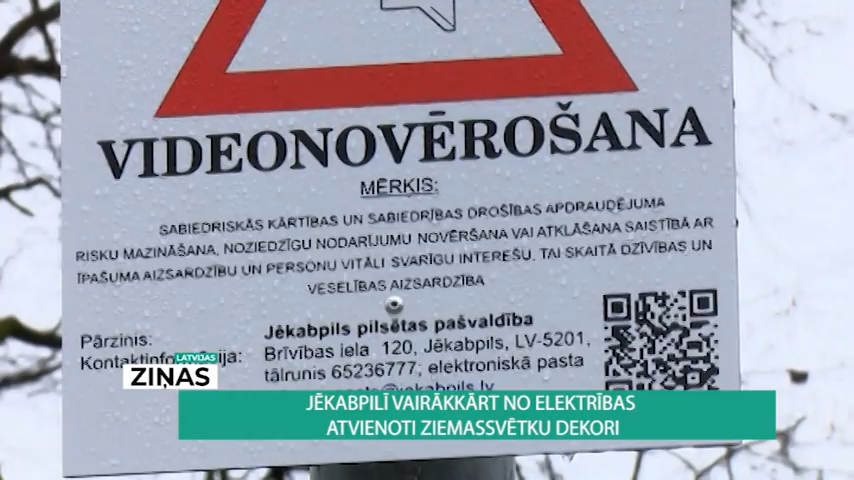 VIDEONOVĒROŠANA
MĒRĶIS:
SABIEDRISKĀS KĀRTĪBAS UN SABIEDRĪBAS DROŠĪBAS APDRAUDĒJUMA
RISKU MAZINĀŠANA, NOZIEDZĪGU NODARĪJUMU NOVĒRŠANA VAI ATKLĀŠANA SAISTĪBĀ AR
ĪPAŠUMA AIZSARDZĪBU UN PERSONU VITĀLI SVARĪGU INTEREŠU, TAI SKAITĀ DZĪVĪBAS UN
VESELĪBAS AIZSARDZĪBA
Pārzinis: Jēkabpils pilsētas pašvaldība
Brīvības iela 120, Jēkabpils, LV-5201,
tālrunis 65236777; elektroniskā pasta
LATVIJAS
ZIŅAS
JĒKABPILĪ VAIRĀKKĀRT NO ELEKTRĪBAS
ATVIENOTI ZIEMASSVĒTKU DEKORI